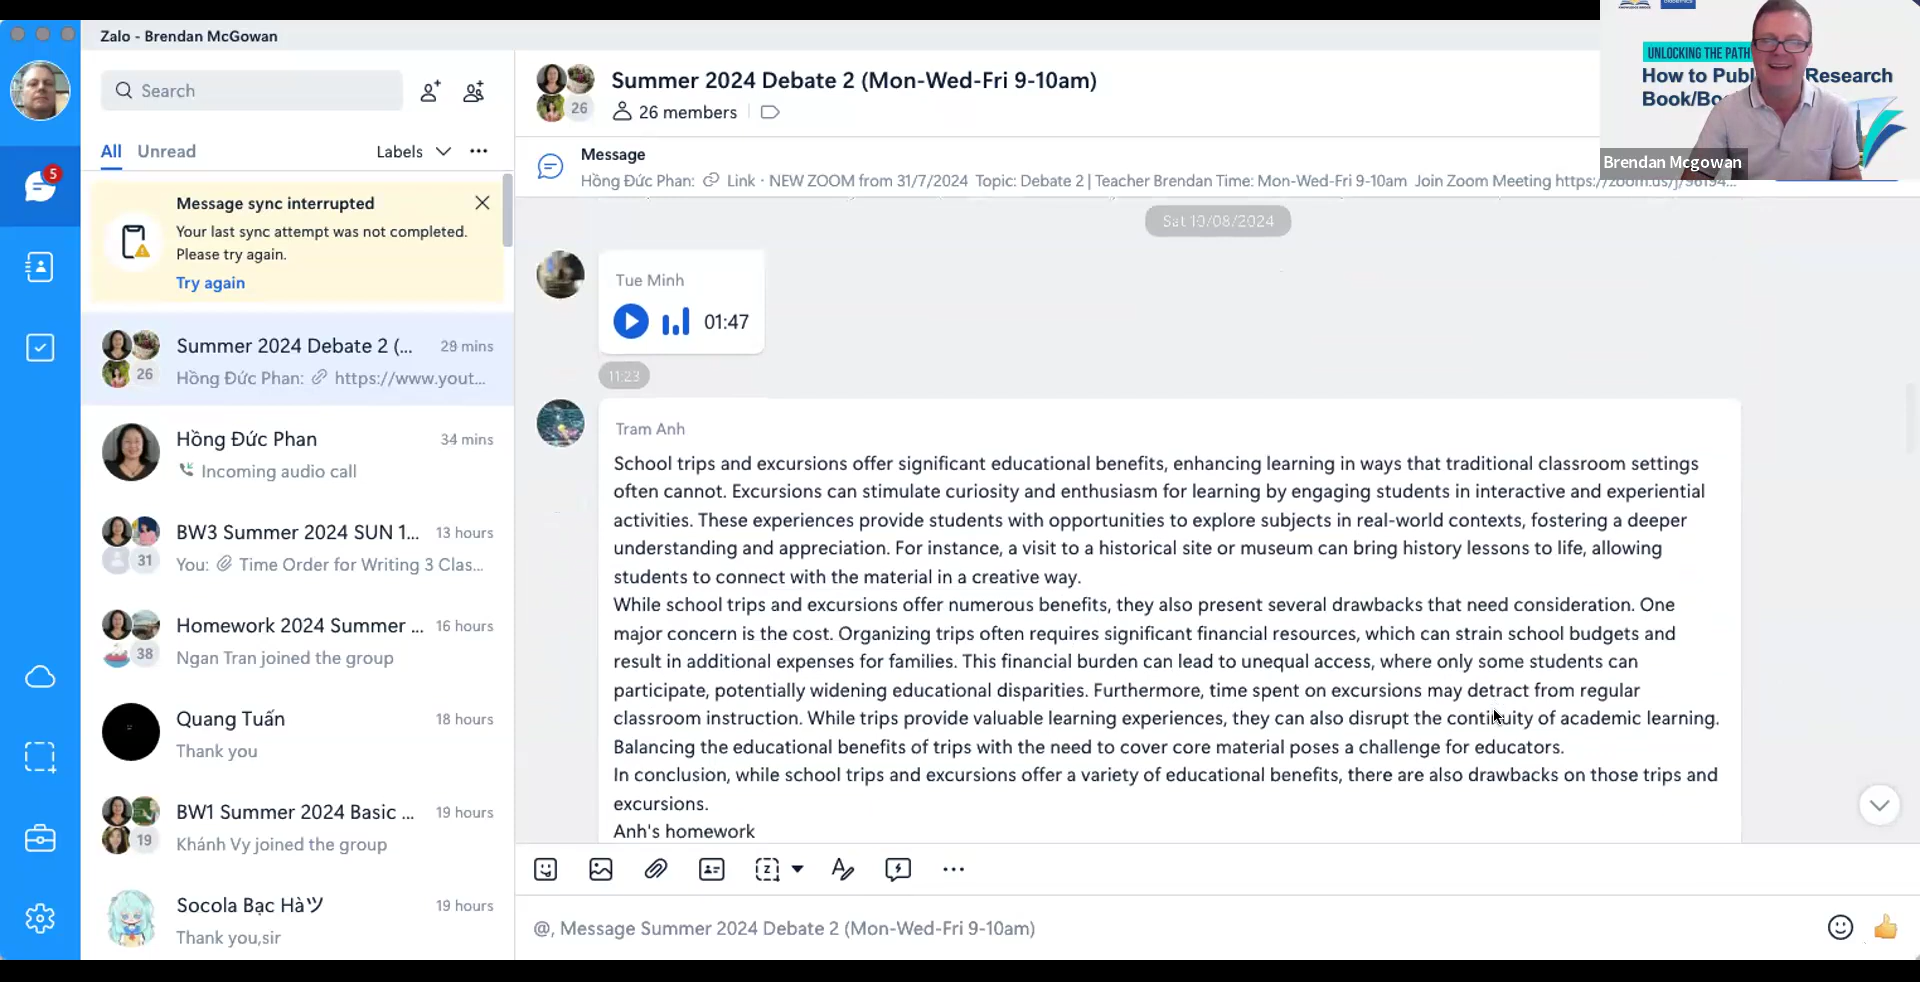 Zalo - Brendan McGowan
Search
All Unread Labels
5
Message sync interrupted
Your last sync attempt was not completed.
Please try again.
Try again
Summer 2024 Debate 2 (... 29 mins
26 Hồng Đức Phan: https://www.yout...
Hồng Đức Phan 34 mins
Incoming audio call
BW3 Summer 2024 SUN 1... 13 hours
31 You: Time Order for Writing 3 Clas...
Homework 2024 Summer ... 16 hours
38 Ngan Tran joined the group
Quang Tuấn 18 hours
Thank you
BW1 Summer 2024 Basic ... 19 hours
19 Khánh Vy joined the group
Socola Bạc Hàツ 19 hours
Thank you,sir
Summer 2024 Debate 2 (Mon-Wed-Fri 9-10am)
26 26 members
Message
Hồng Đức Phan: Link · NEW ZOOM from 31/7/2024 Topic: Debate 2 | Teacher Brendan Time: Mon-Wed-Fri 9-10am Join Zoom Meeting
Sat 10/08/2024
Tue Minh
01:47
11:23
Tram Anh
School trips and excursions offer significant educational benefits, enhancing learning in ways that traditional classroom settings
often cannot. Excursions can stimulate curiosity and enthusiasm for learning by engaging students in interactive and experiential
activities. These experiences provide students with opportunities to explore subjects in real-world contexts, fostering a deeper
understanding and appreciation. For instance, a visit to a historical site or museum can bring history lessons to life, allowing
students to connect with the material in a creative way.
While school trips and excursions offer numerous benefits, they also present several drawbacks that need consideration. One
major concern is the cost. Organizing trips often requires significant financial resources, which can strain school budgets and
result in additional expenses for families. This financial burden can lead to unequal access, where only some students can
participate, potentially widening educational disparities. Furthermore, time spent on excursions may detract from regular
classroom instruction. While trips provide valuable learning experiences, they can also disrupt the continuity of academic learning.
Balancing the educational benefits of trips with the need to cover core material poses a challenge for educators.
In conclusion, while school trips and excursions offer a variety of educational benefits, there are also drawbacks on those trips and
excursions.
Anh's homework
@, Message Summer 2024 Debate 2 (Mon-Wed-Fri 9-10am)
UNLOCKING THE PATH
How to Publ Research
Book/Bo
Brendan Mcgowan